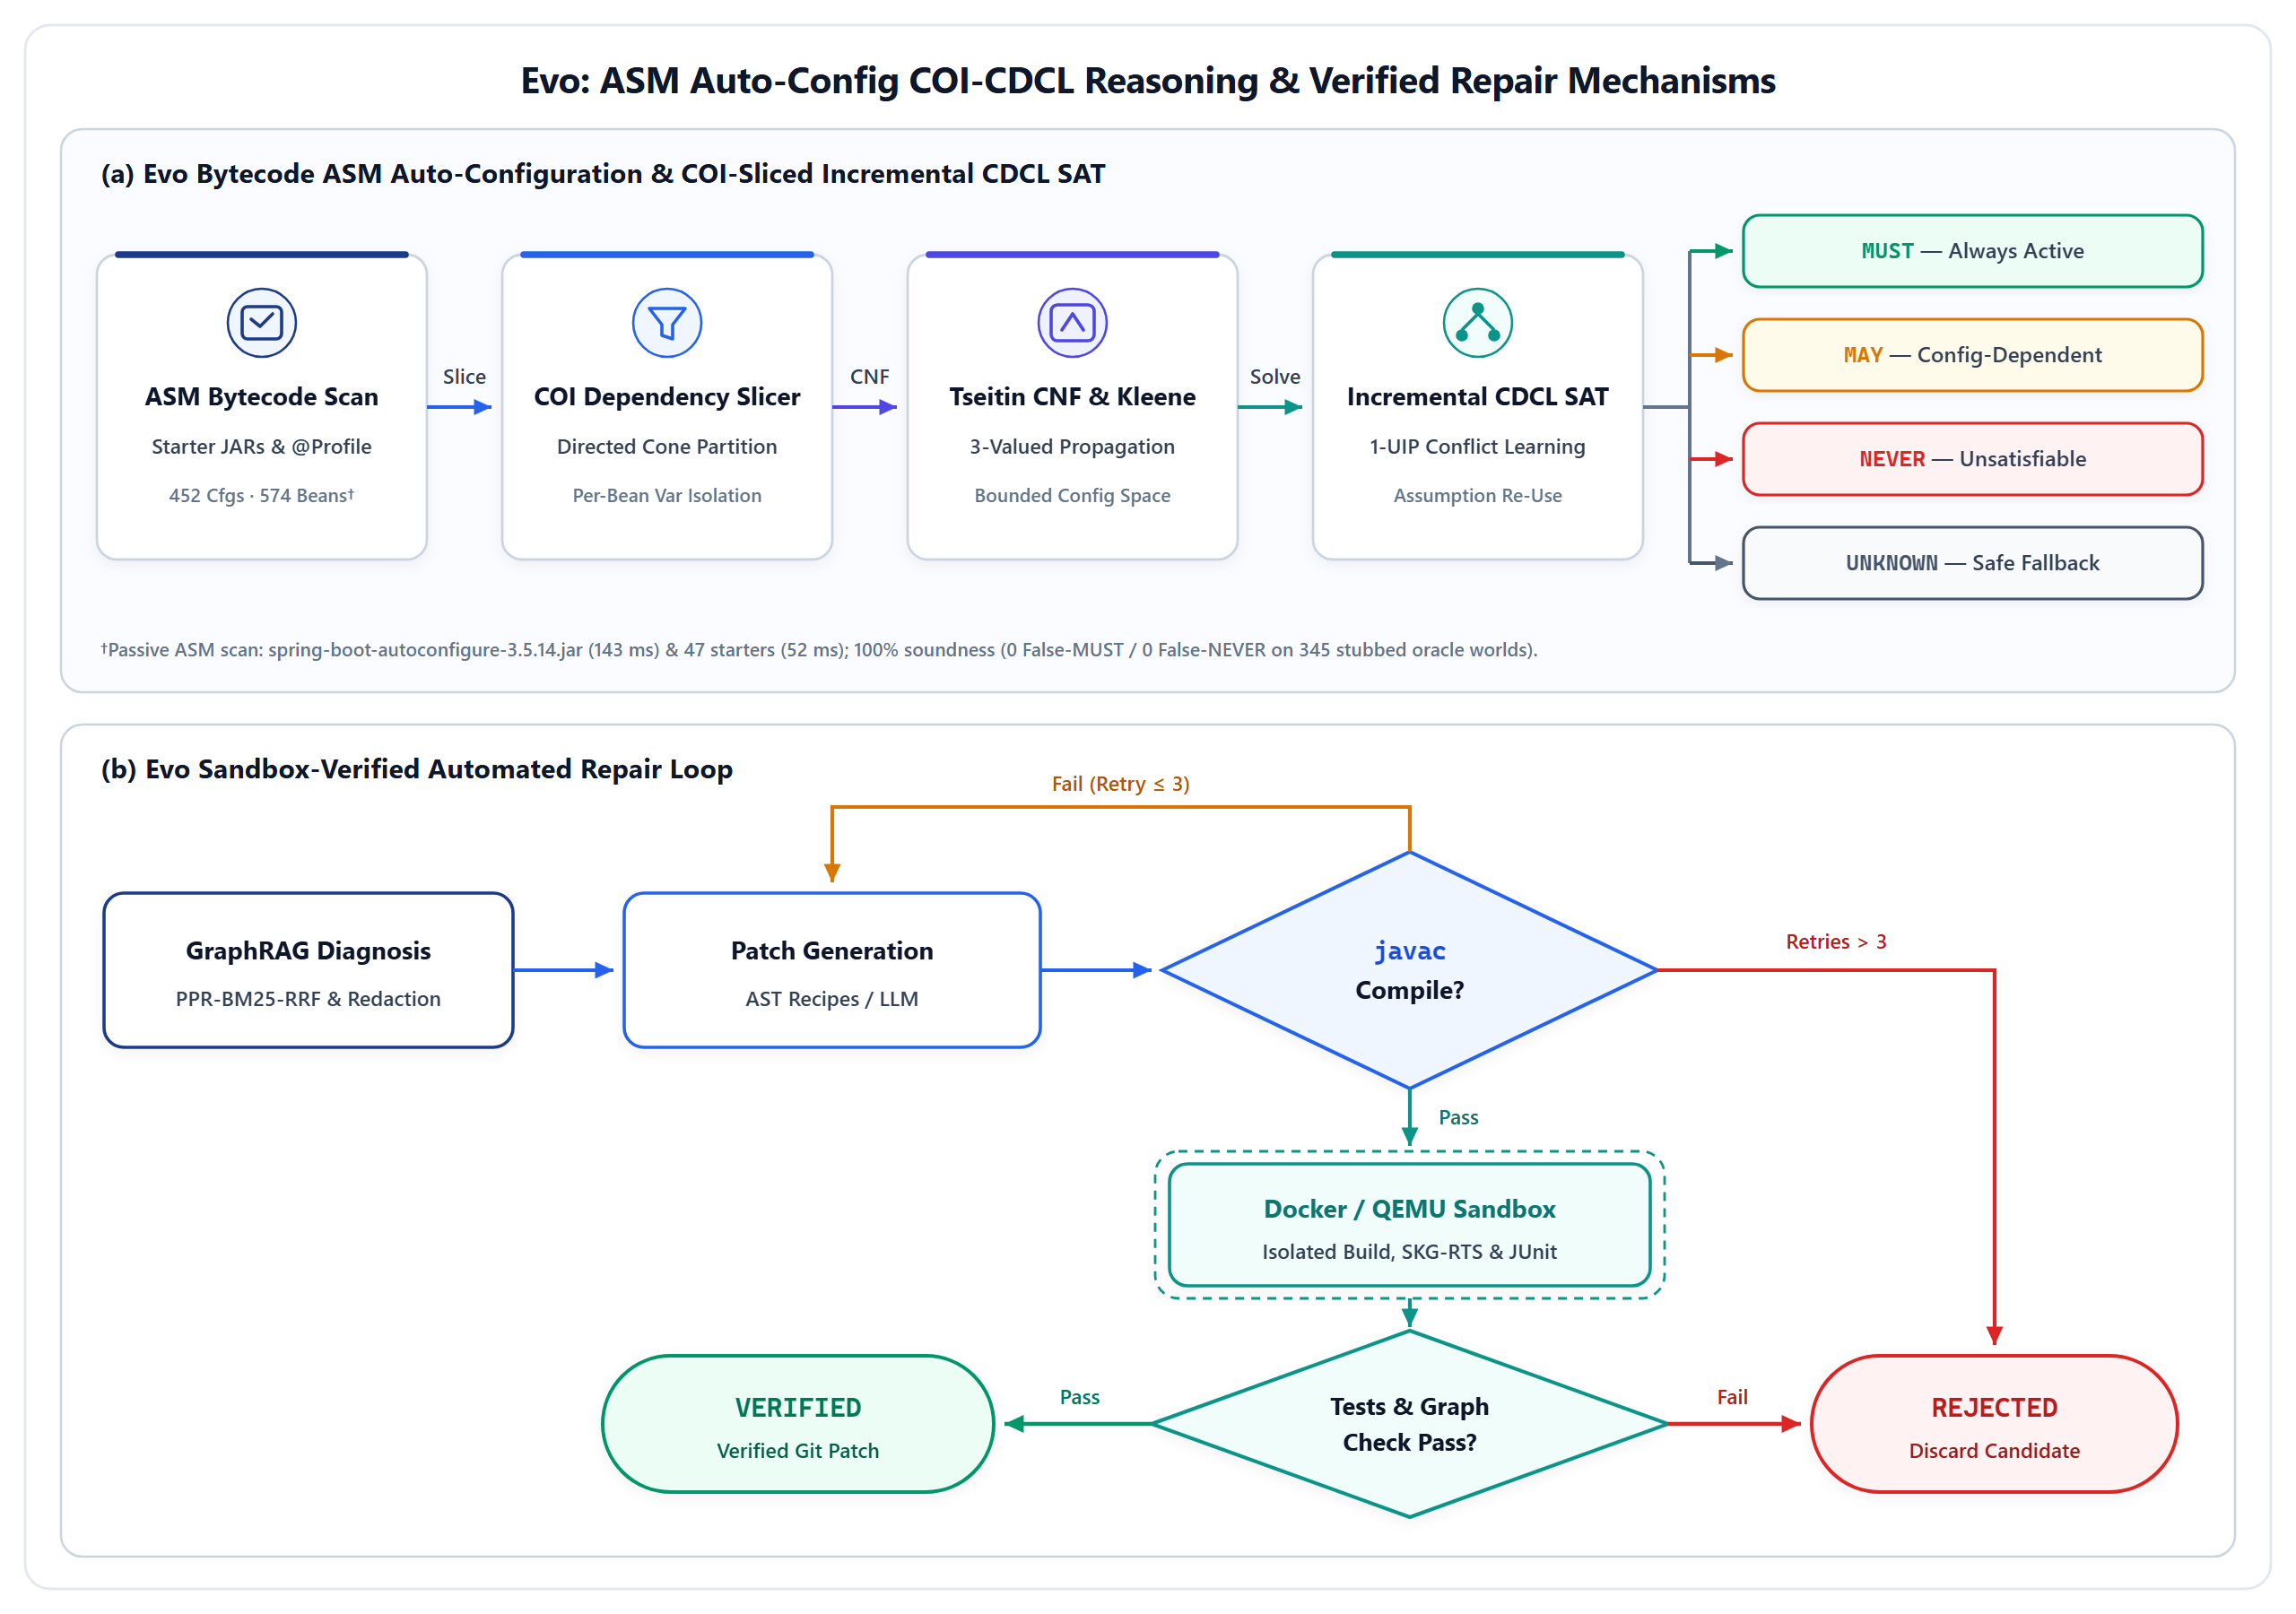 Evo: ASM Auto-Config COI-CDCL Reasoning & Verified Repair Mechanisms
(a) Evo Bytecode ASM Auto-Configuration & COI-Sliced Incremental CDCL SAT
ASM Bytecode Scan
Starter JARs & @Profile
452 Cfgs · 574 Beans†
Slice
COI Dependency Slicer
Directed Cone Partition
Per-Bean Var Isolation
CNF
Tseitin CNF & Kleene
3-Valued Propagation
Bounded Config Space
Solve
Incremental CDCL SAT
1-UIP Conflict Learning
Assumption Re-Use
MUST — Always Active
MAY — Config-Dependent
NEVER — Unsatisfiable
UNKNOWN — Safe Fallback
†Passive ASM scan: spring-boot-autoconfigure-3.5.14.jar (143 ms) & 47 starters (52 ms); 100% soundness (0 False-MUST / 0 False-NEVER on 345 stubbed oracle worlds).
(b) Evo Sandbox-Verified Automated Repair Loop
Fail (Retry ≤ 3)
GraphRAG Diagnosis
PPR-BM25-RRF & Redaction
Patch Generation
AST Recipes / LLM
javac
Compile?
Retries > 3
Pass
Docker / QEMU Sandbox
Isolated Build, SKG-RTS & JUnit
VERIFIED
Verified Git Patch
Pass
Tests & Graph
Check Pass?
Fail
REJECTED
Discard Candidate